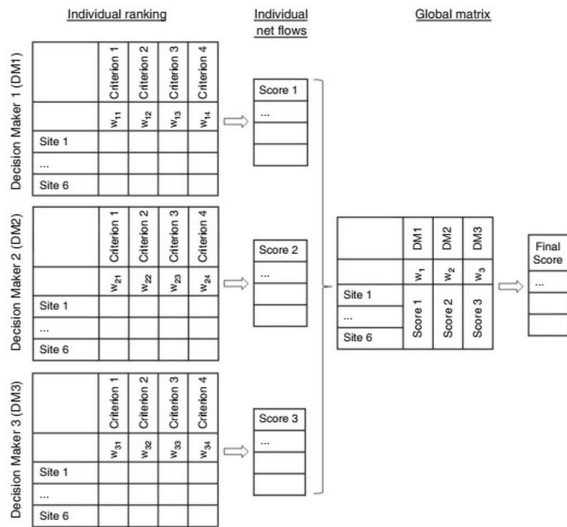 Individual ranking
Individual
net flows
Global matrix
Decision Maker 1 (DM1)
Criterion 1
Criterion 2
Criterion 3
Criterion 4
w11
w12
w13
w14
Site 1
...
Site 6
Score 1
...
Decision Maker 2 (DM2)
Criterion 1
Criterion 2
Criterion 3
Criterion 4
w21
w22
w23
w24
Site 1
...
Site 6
Score 2
...
Decision Maker 3 (DM3)
Criterion 1
Criterion 2
Criterion 3
Criterion 4
w31
w32
w33
w34
Site 1
...
Site 6
Score 3
...
DM1
DM2
DM3
w1
w2
w3
Site 1
...
Site 6
Score 1
Score 2
Score 3
Final
Score
...